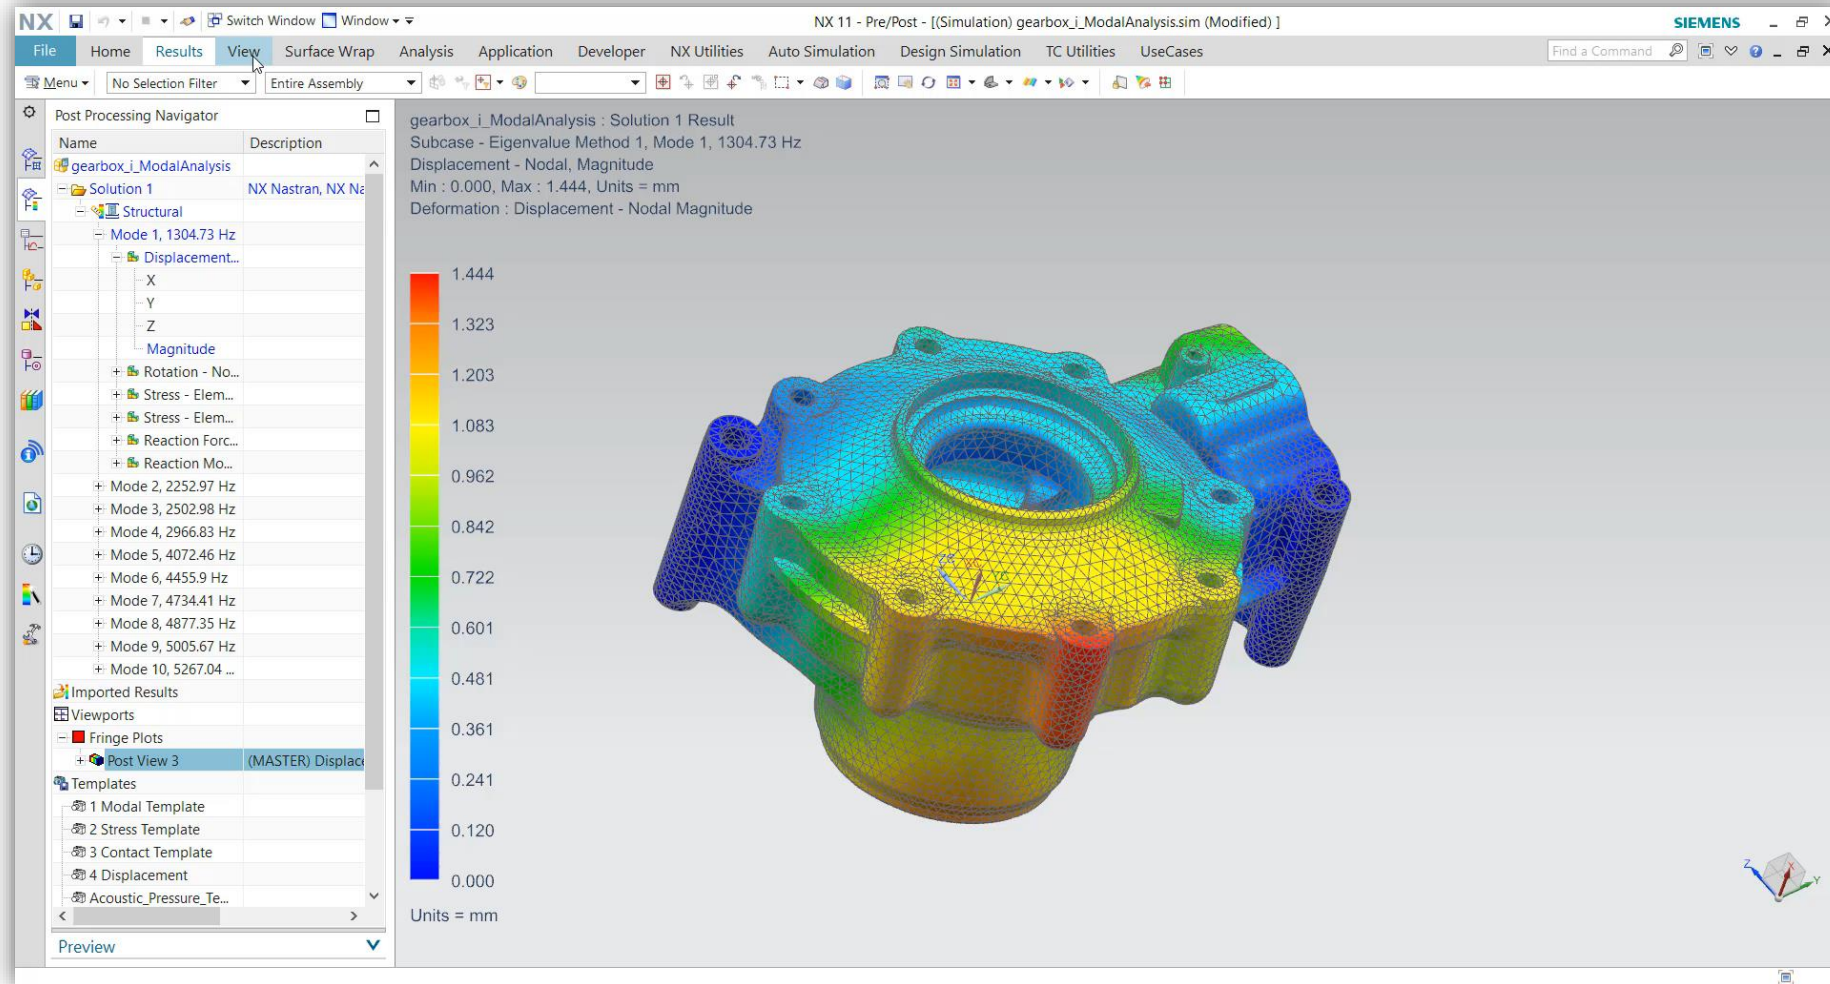 NX Switch Window Window NX 11 - Pre/Post - [(Simulation) gearbox_i_ModalAnalysis.sim (Modified) ] SIEMENS
File Home Results View Surface Wrap Analysis Application Developer NX Utilities Auto Simulation Design Simulation TC Utilities UseCases Find a Command
Menu No Selection Filter Entire Assembly
Post Processing Navigator
Name Description
gearbox_i_ModalAnalysis
Solution 1 NX Nastran, NX Na
Structural
Mode 1, 1304.73 Hz
Displacement...
X
Y
Z
Magnitude
Rotation - No...
Stress - Elem...
Stress - Elem...
Reaction Forc...
Reaction Mo...
Mode 2, 2252.97 Hz
Mode 3, 2502.98 Hz
Mode 4, 2966.83 Hz
Mode 5, 4072.46 Hz
Mode 6, 4455.9 Hz
Mode 7, 4734.41 Hz
Mode 8, 4877.35 Hz
Mode 9, 5005.67 Hz
Mode 10, 5267.04 ...
Imported Results
Viewports
Fringe Plots
Post View 3 (MASTER) Displace
Templates
1 Modal Template
2 Stress Template
3 Contact Template
4 Displacement
Acoustic_Pressure_Te...
Preview
gearbox_i_ModalAnalysis : Solution 1 Result
Subcase - Eigenvalue Method 1, Mode 1, 1304.73 Hz
Displacement - Nodal, Magnitude
Min : 0.000, Max : 1.444, Units = mm
Deformation : Displacement - Nodal Magnitude
1.444
1.323
1.203
1.083
0.962
0.842
0.722
0.601
0.481
0.361
0.241
0.120
0.000
Units = mm
Z X Y